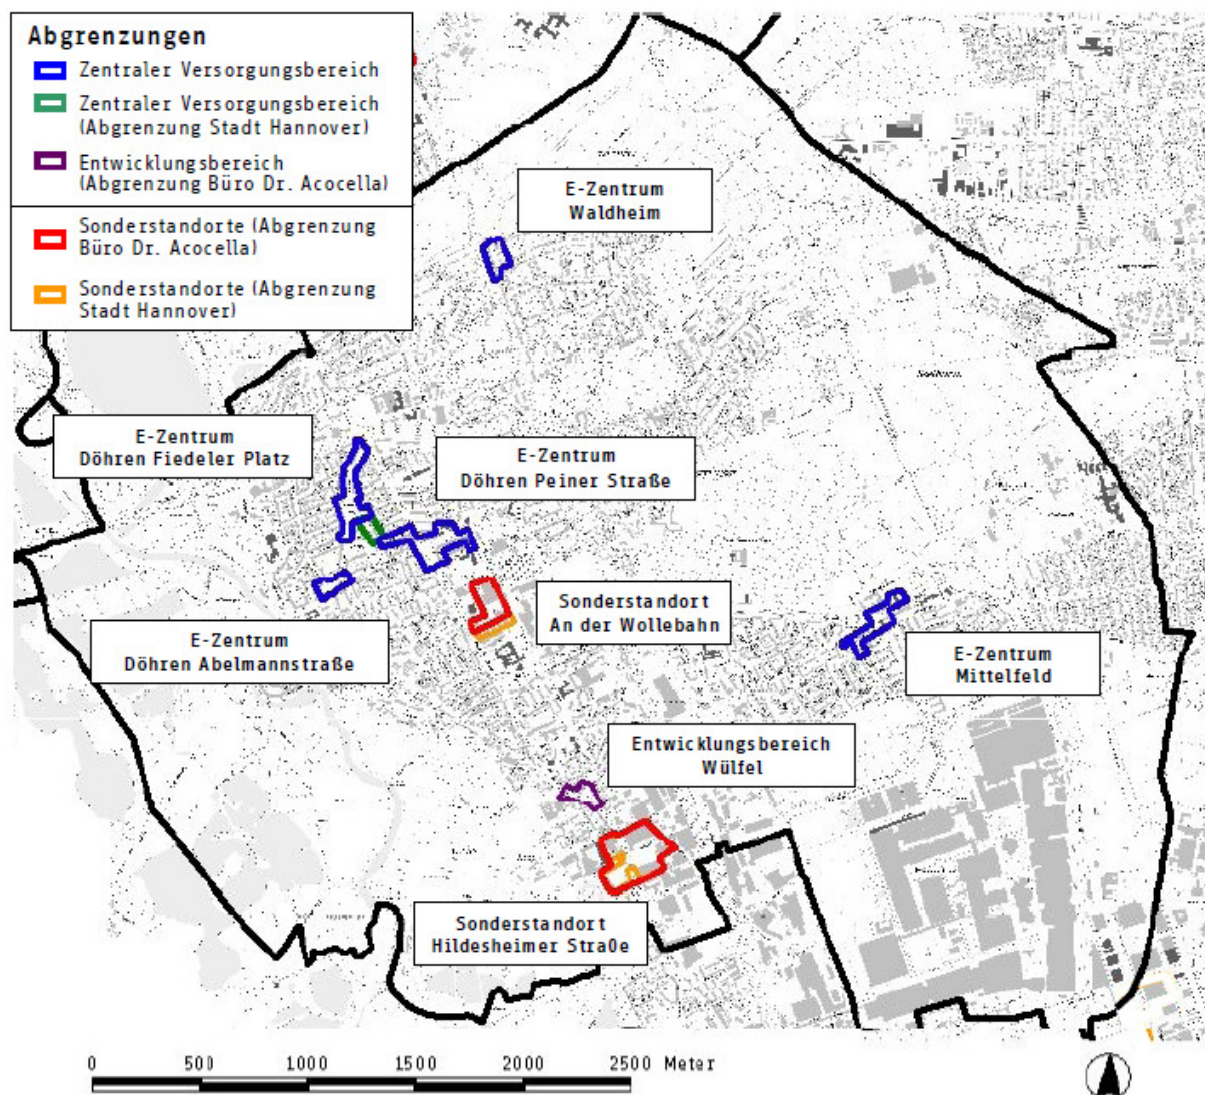 Abgrenzungen
Zentraler Versorgungsbereich
Zentraler Versorgungsbereich
(Abgrenzung Stadt Hannover)
Entwicklungsbereich
(Abgrenzung Büro Dr. Acocella)
Sonderstandorte (Abgrenzung
Büro Dr. Acocella)
Sonderstandorte (Abgrenzung
Stadt Hannover)
E-Zentrum
Waldheim
E-Zentrum
Döhren Fiedeler Platz
E-Zentrum
Döhren Peiner Straße
Sonderstandort
An der Wollebahn
E-Zentrum
Döhren Abelmannstraße
E-Zentrum
Mittelfeld
Entwicklungsbereich
Wülfel
Sonderstandort
Hildesheimer Straße
0 500 1000 1500 2000 2500 Meter